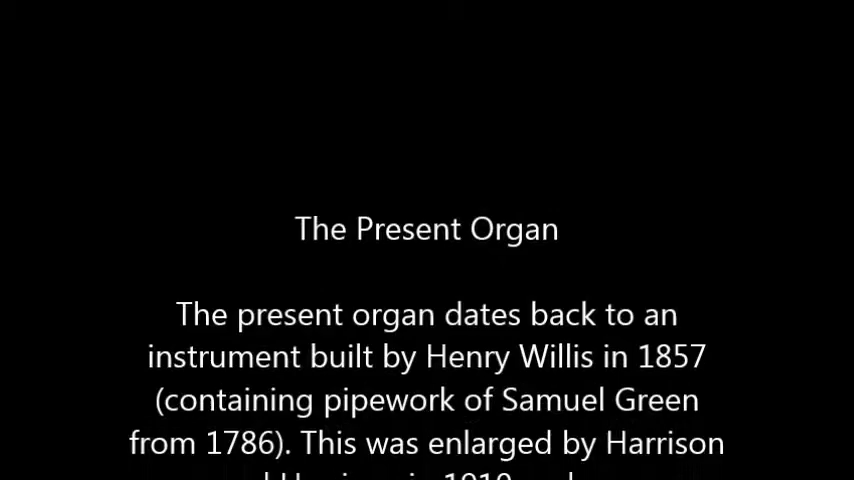 The Present Organ
The present organ dates back to an
instrument built by Henry Willis in 1857
(containing pipework of Samuel Green
from 1786). This was enlarged by Harrison